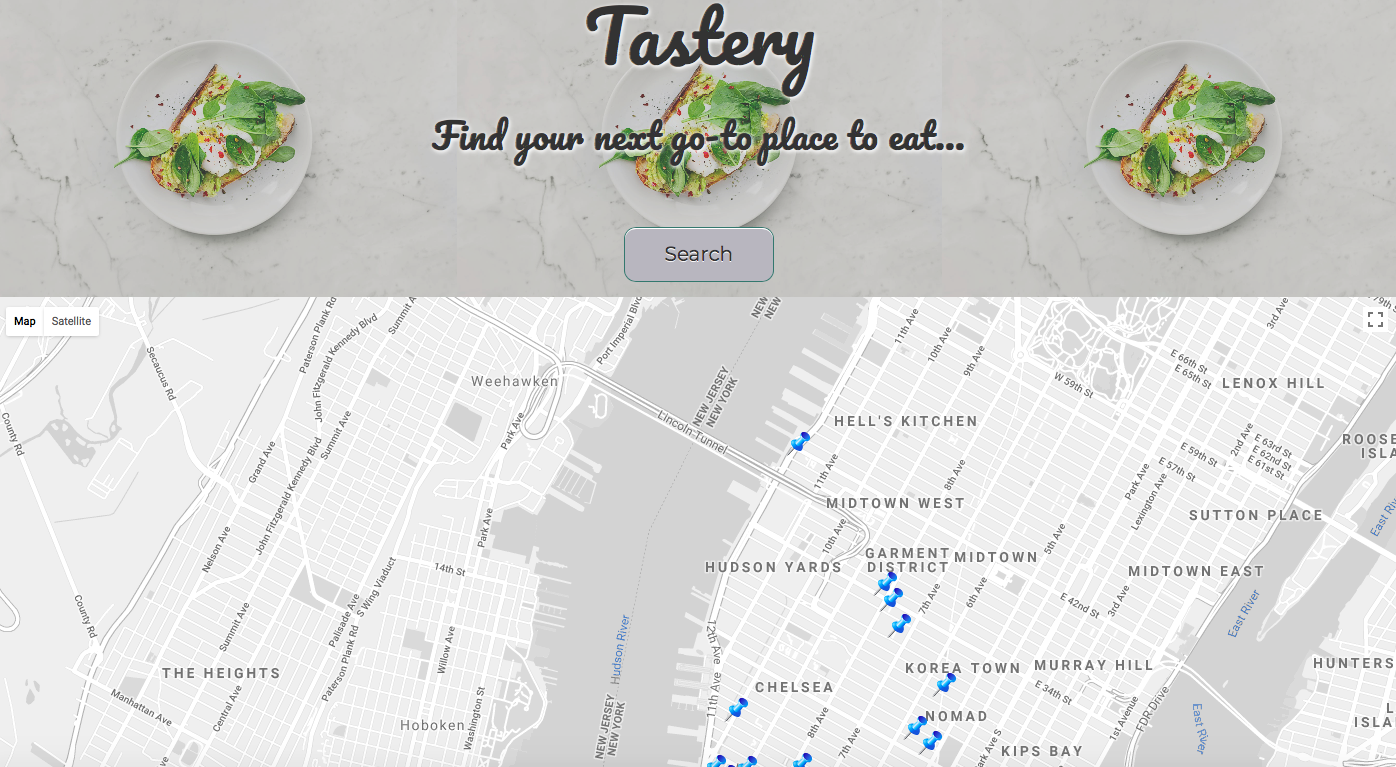 Tastery
Find your next go-to place to eat...
Search
Map
Satellite
NEW
NEW
79th St
3rd Ave
Paterson Plank Rd
Summit A
John Fitzgerald Kennedy Blvd
Port Imperial Blvd
11th Ave
10th Ave
9th Ave
Secaucus Rd
Weehawken
NEW JERSEY
NEW YORK
W 59th St
E 66th St
E 65th St
LENOX HILL
County Rd
Park Ave
Lincoln Tunnel
HELL'S KITCHEN
Summit Ave
Grand Ave
John Fitzgerald Kennedy Blvd
11th Ave
8th Ave
2nd Ave
E 63rd St
E 62nd St
E 61st St
E 59th St
E 57th St
ROOSE
ISLA
Park Ave
Lexington Ave
MIDTOWN WEST
SUTTON PLACE
East Riv
Nelson Ave
Park Ave
10th Ave
5th Ave
HUDSON YARDS
GARMENT
DISTRICT
MIDTOWN
MIDTOWN EAST
14th St
S Wing Viaduct
7th Ave
6th Ave
E 42nd St
3rd Ave
East River
County Rd
Summit Ave
Palisade Ave
Paterson Plank Rd
Willow Ave
Hudson River
12th Ave
THE HEIGHTS
KOREA TOWN
MURRAY HILL
HUNTERS
Manhattan Ave
Central Ave
Washington St
11th Ave
CHELSEA
E 34th St
FDR Drive
Hoboken
NEW JERSEY
NEW YORK
8th Ave
7th Ave
NOMAD
1st Avenue
East River
L
ISLA
ark Ave S
KIPS BAY
ve